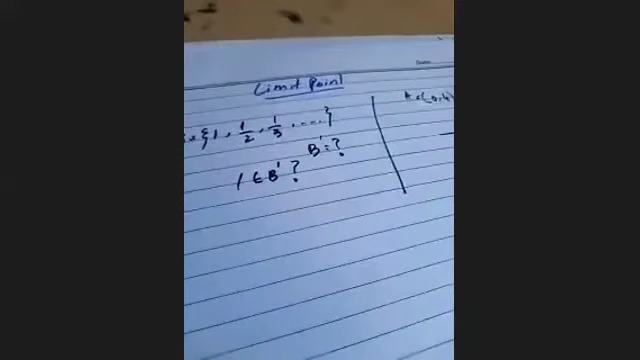 Limit Point
= {1, 1/2, 1/3, ....}
B' = ?
1 ∈ B' ?